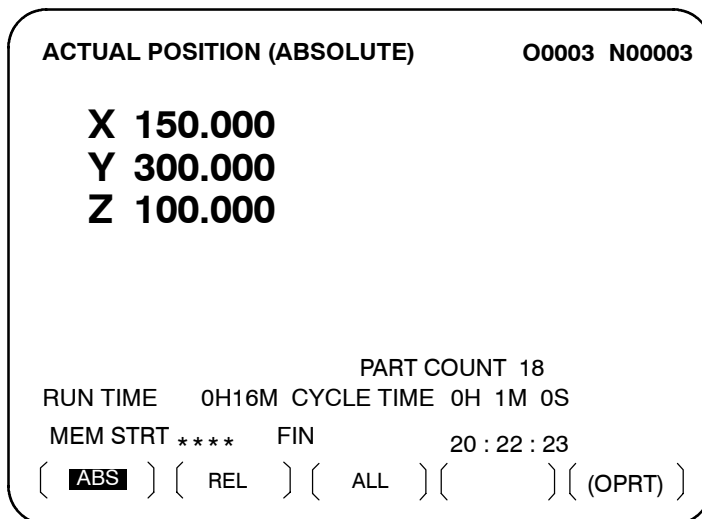 ACTUAL POSITION (ABSOLUTE) O0003 N00003
X 150.000
Y 300.000
Z 100.000
PART COUNT 18
RUN TIME 0H16M CYCLE TIME 0H 1M 0S
MEM STRT **** FIN 20 : 22 : 23
[ ABS ] [ REL ] [ ALL ] [ ] [ (OPRT) ]